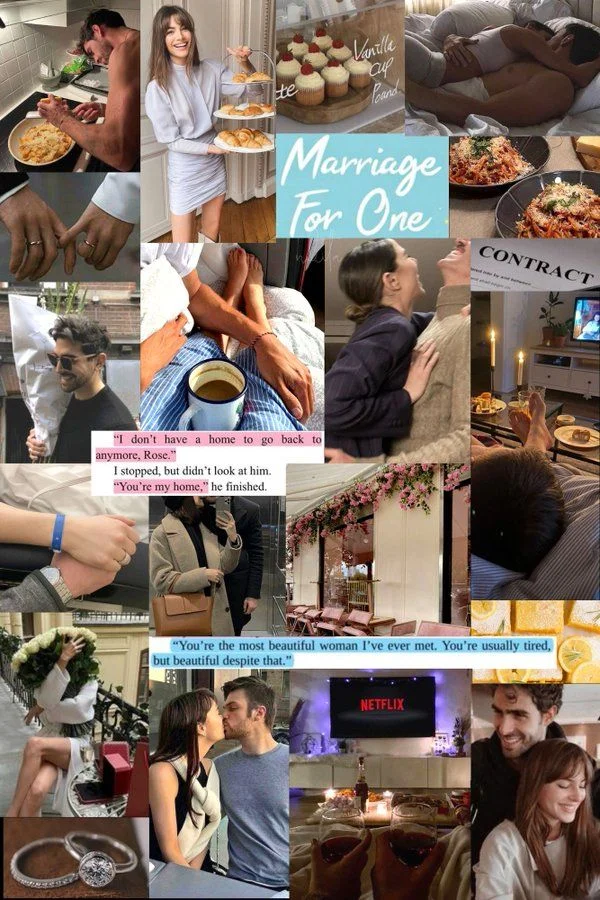 Vanilla
Cup
Marriage
For One
CONTRACT
“I don’t have a home to go back to
anymore, Rose.”
I stopped, but didn’t look at him.
“You’re my home,” he finished.
“You’re the most beautiful woman I’ve ever met. You’re usually tired,
but beautiful despite that.”
NETFLIX